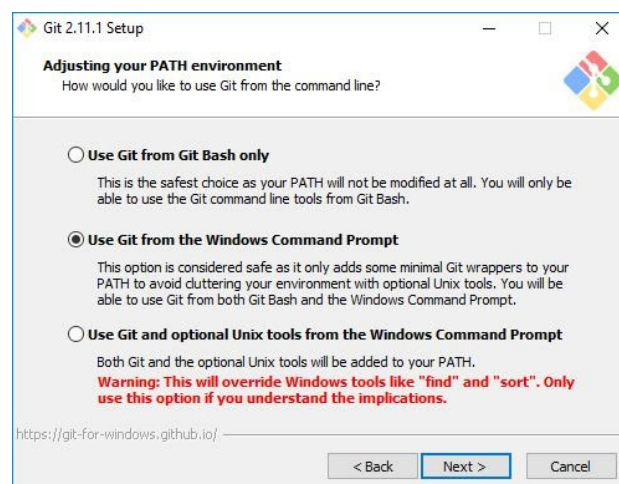 Git 2.11.1 Setup
Adjusting your PATH environment
How would you like to use Git from the command line?
Use Git from Git Bash only
This is the safest choice as your PATH will not be modified at all. You will only be
able to use the Git command line tools from Git Bash.
Use Git from the Windows Command Prompt
This option is considered safe as it only adds some minimal Git wrappers to your
PATH to avoid cluttering your environment with optional Unix tools. You will be
able to use Git from both Git Bash and the Windows Command Prompt.
Use Git and optional Unix tools from the Windows Command Prompt
Both Git and the optional Unix tools will be added to your PATH.
Warning: This will override Windows tools like "find" and "sort". Only
use this option if you understand the implications.
https://git-for-windows.github.io/
< Back Next > Cancel